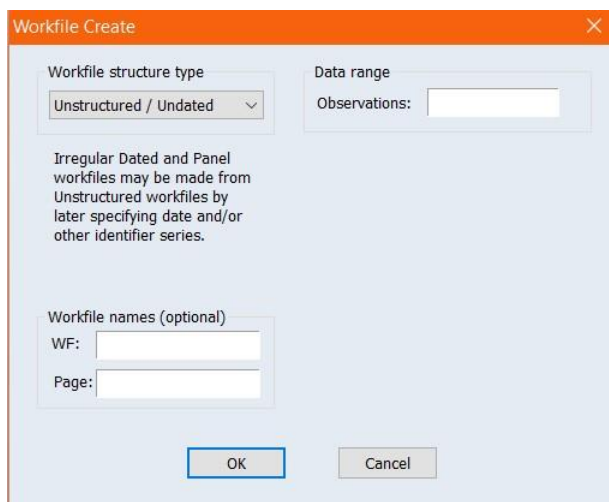 Workfile Create
Workfile structure type
Unstructured / Undated
Data range
Observations:
Irregular Dated and Panel
workfiles may be made from
Unstructured workfiles by
later specifying date and/or
other identifier series.
Workfile names (optional)
WF:
Page:
OK
Cancel